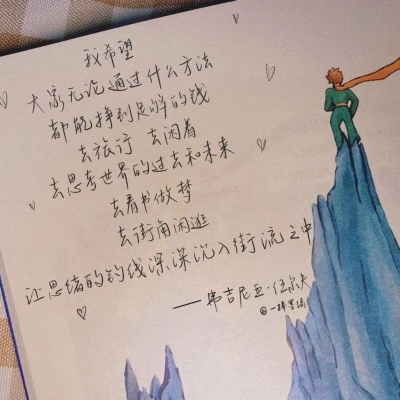 我希望
大家无论通过什么方法
都能挣到足够的钱
去旅行 去闲着
去思考世界的过去和未来
去看书做梦
去街角闲逛
让思绪的钓线深深沉入街流之中
——弗吉尼亚·伍尔夫